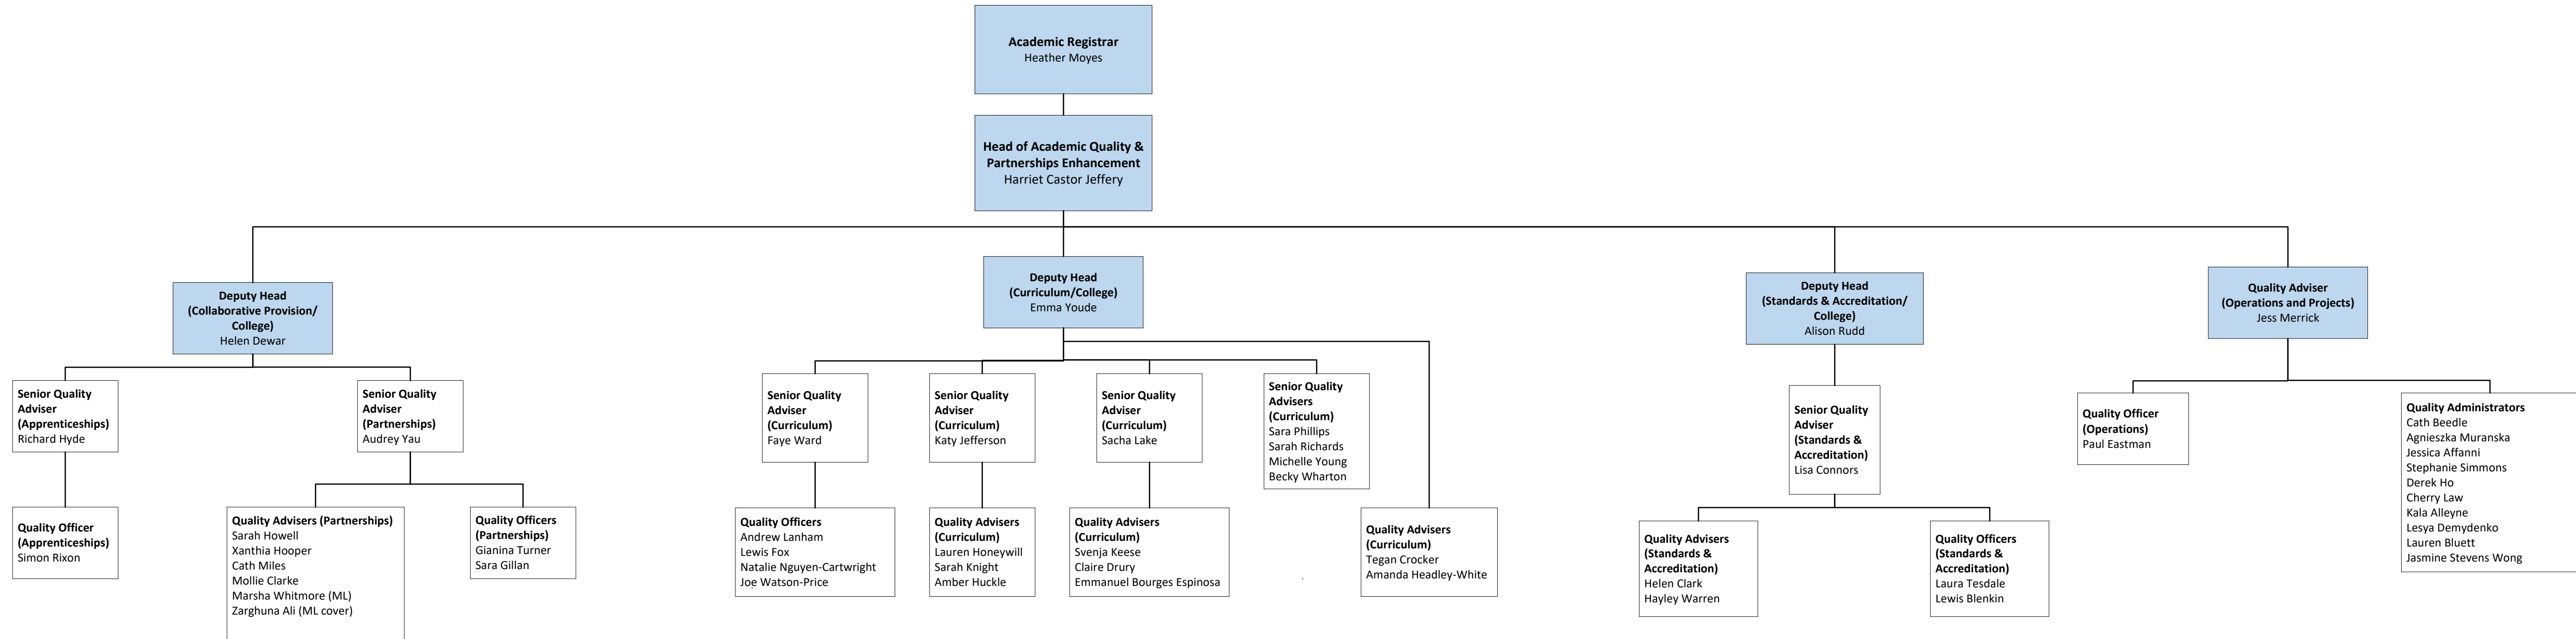 Academic Registrar
Heather Moyes
Head of Academic Quality &
Partnerships Enhancement
Harriet Castor Jeffery
Deputy Head
(Collaborative Provision/
College)
Helen Dewar
Deputy Head
(Curriculum/College)
Emma Youde
Deputy Head
(Standards & Accreditation/
College)
Alison Rudd
Quality Adviser
(Operations and Projects)
Jess Merrick
Senior Quality
Adviser
(Apprenticeships)
Richard Hyde
Senior Quality
Adviser
(Partnerships)
Audrey Yau
Senior Quality
Adviser
(Curriculum)
Faye Ward
Senior Quality
Adviser
(Curriculum)
Katy Jefferson
Senior Quality
Adviser
(Curriculum)
Sacha Lake
Senior Quality
Advisers
(Curriculum)
Sara Phillips
Sarah Richards
Michelle Young
Becky Wharton
Senior Quality
Adviser
(Standards &
Accreditation)
Lisa Connors
Quality Officer
(Operations)
Paul Eastman
Quality Administrators
Cath Beedle
Agnieszka Muranska
Jessica Affanni
Stephanie Simmons
Derek Ho
Cherry Law
Kala Alleyne
Lesya Demydenko
Lauren Bluett
Jasmine Stevens Wong
Quality Officer
(Apprenticeships)
Simon Rixon
Quality Advisers (Partnerships)
Sarah Howell
Xanthia Hooper
Cath Miles
Mollie Clarke
Marsha Whitmore (ML)
Zarghuna Ali (ML cover)
Quality Officers
(Partnerships)
Gianina Turner
Sara Gillan
Quality Officers
Andrew Lanham
Lewis Fox
Natalie Nguyen-Cartwright
Joe Watson-Price
Quality Advisers
(Curriculum)
Lauren Honeywill
Sarah Knight
Amber Huckle
Quality Advisers
(Curriculum)
Svenja Keese
Claire Drury
Emmanuel Bourges Espinosa
Quality Advisers
(Curriculum)
Tegan Crocker
Amanda Headley-White
Quality Advisers
(Standards &
Accreditation)
Helen Clark
Hayley Warren
Quality Officers
(Standards &
Accreditation)
Laura Tesdale
Lewis Blenkin